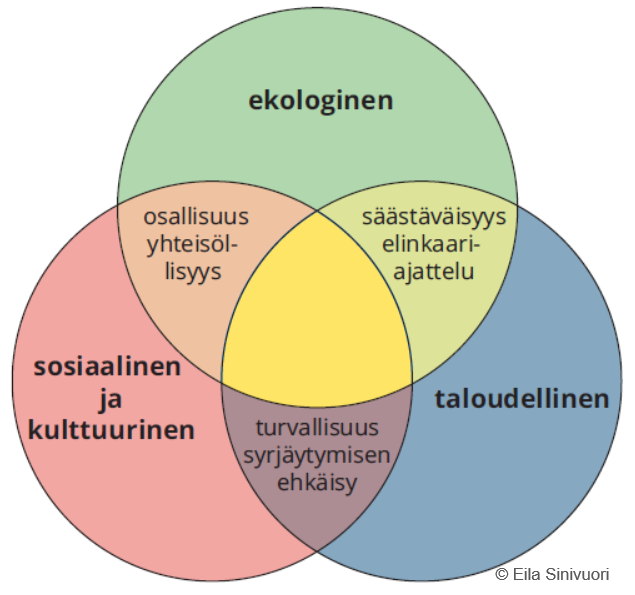 ekologinen
osallisuus
yhteisöl-
lisyys
säästäväisyys
elinkaari-
ajattelu
sosiaalinen
ja
kulttuurinen
taloudellinen
turvallisuus
syrjäytymisen
ehkäisy
© Eila Sinivuori